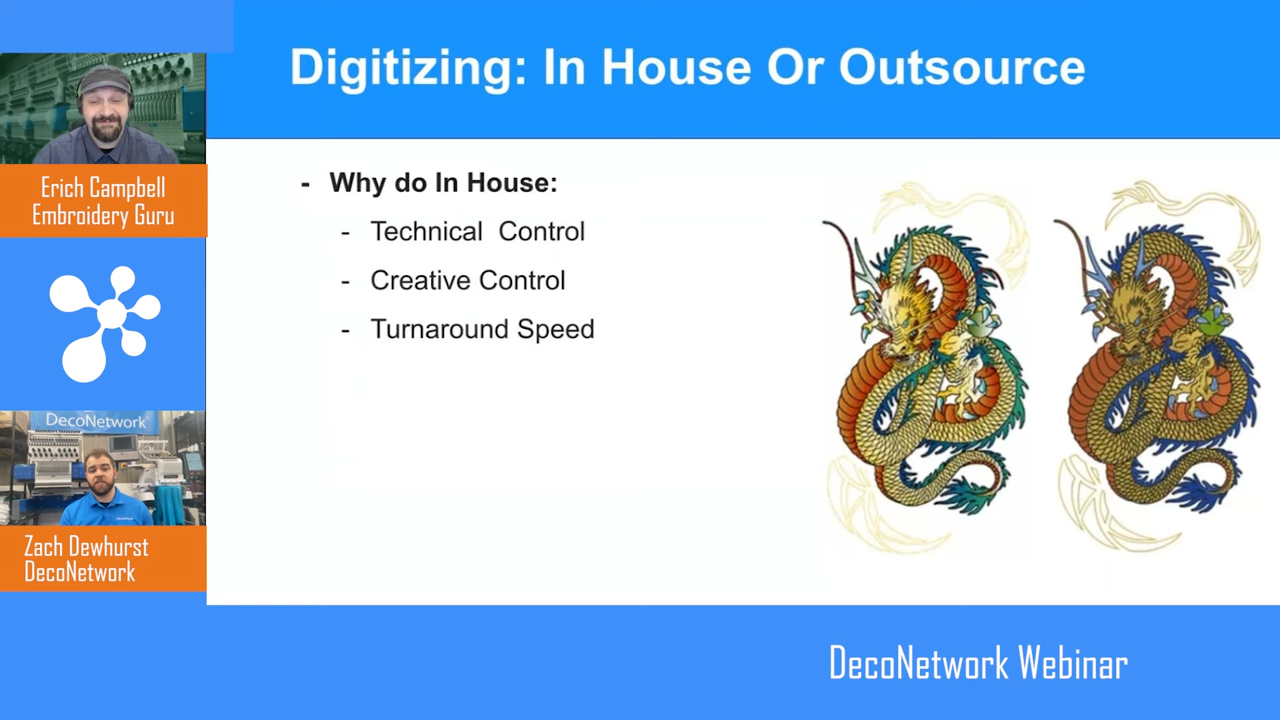 Digitizing: In House Or Outsource
Erich Campbell
Embroidery Guru
DecoNetwork
Zach Dewhurst
DecoNetwork
- Why do In House:
- Technical Control
- Creative Control
- Turnaround Speed
DecoNetwork Webinar